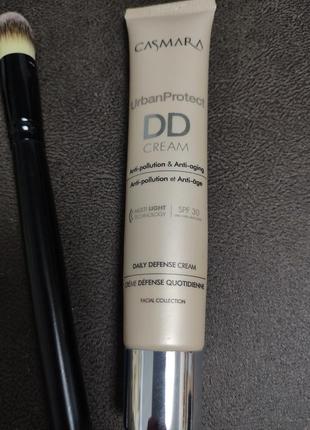 CASMARA
UrbanProtect
DD
CREAM
Anti-pollution & Anti-aging
Anti-pollution et Anti-âge
MULTI LIGHT
TECHNOLOGY
SPF 30
DAILY DEFENSE CREAM
CRÈME DÉFENSE QUOTIDIENNE
FACIAL COLLECTION